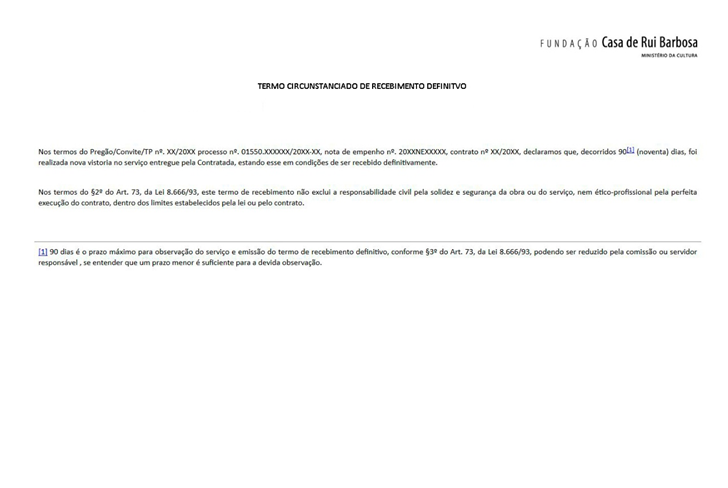 FUNDAÇÃO Casa de Rui Barbosa
MINISTÉRIO DA CULTURA
TERMO CIRCUNSTANCIADO DE RECEBIMENTO DEFINITVO
Nos termos do Pregão/Convite/TP nº. XX/20XX processo nº. 01550.XXXXXX/20XX-XX, nota de empenho nº. 20XXNEXXXXX, contrato nº XX/20XX, declaramos que, decorridos 90[1] (noventa) dias, foi
realizada nova vistoria no serviço entregue pela Contratada, estando esse em condições de ser recebido definitivamente.
Nos termos do §2º do Art. 73, da Lei 8.666/93, este termo de recebimento não exclui a responsabilidade civil pela solidez e segurança da obra ou do serviço, nem ético-profissional pela perfeita
execução do contrato, dentro dos limites estabelecidos pela lei ou pelo contrato.
[1] 90 dias é o prazo máximo para observação do serviço e emissão do termo de recebimento definitivo, conforme §3º do Art. 73, da Lei 8.666/93, podendo ser reduzido pela comissão ou servidor
responsável , se entender que um prazo menor é suficiente para a devida observação.